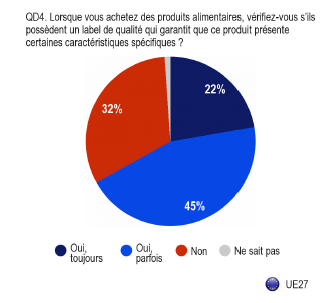 QD4. Lorsque vous achetez des produits alimentaires, vérifiez-vous s'ils
possèdent un label de qualité qui garantit que ce produit présente
certaines caractéristiques spécifiques ?
22%
32%
45%
Oui,
toujours
Oui,
parfois
Non
Ne sait pas
UE27